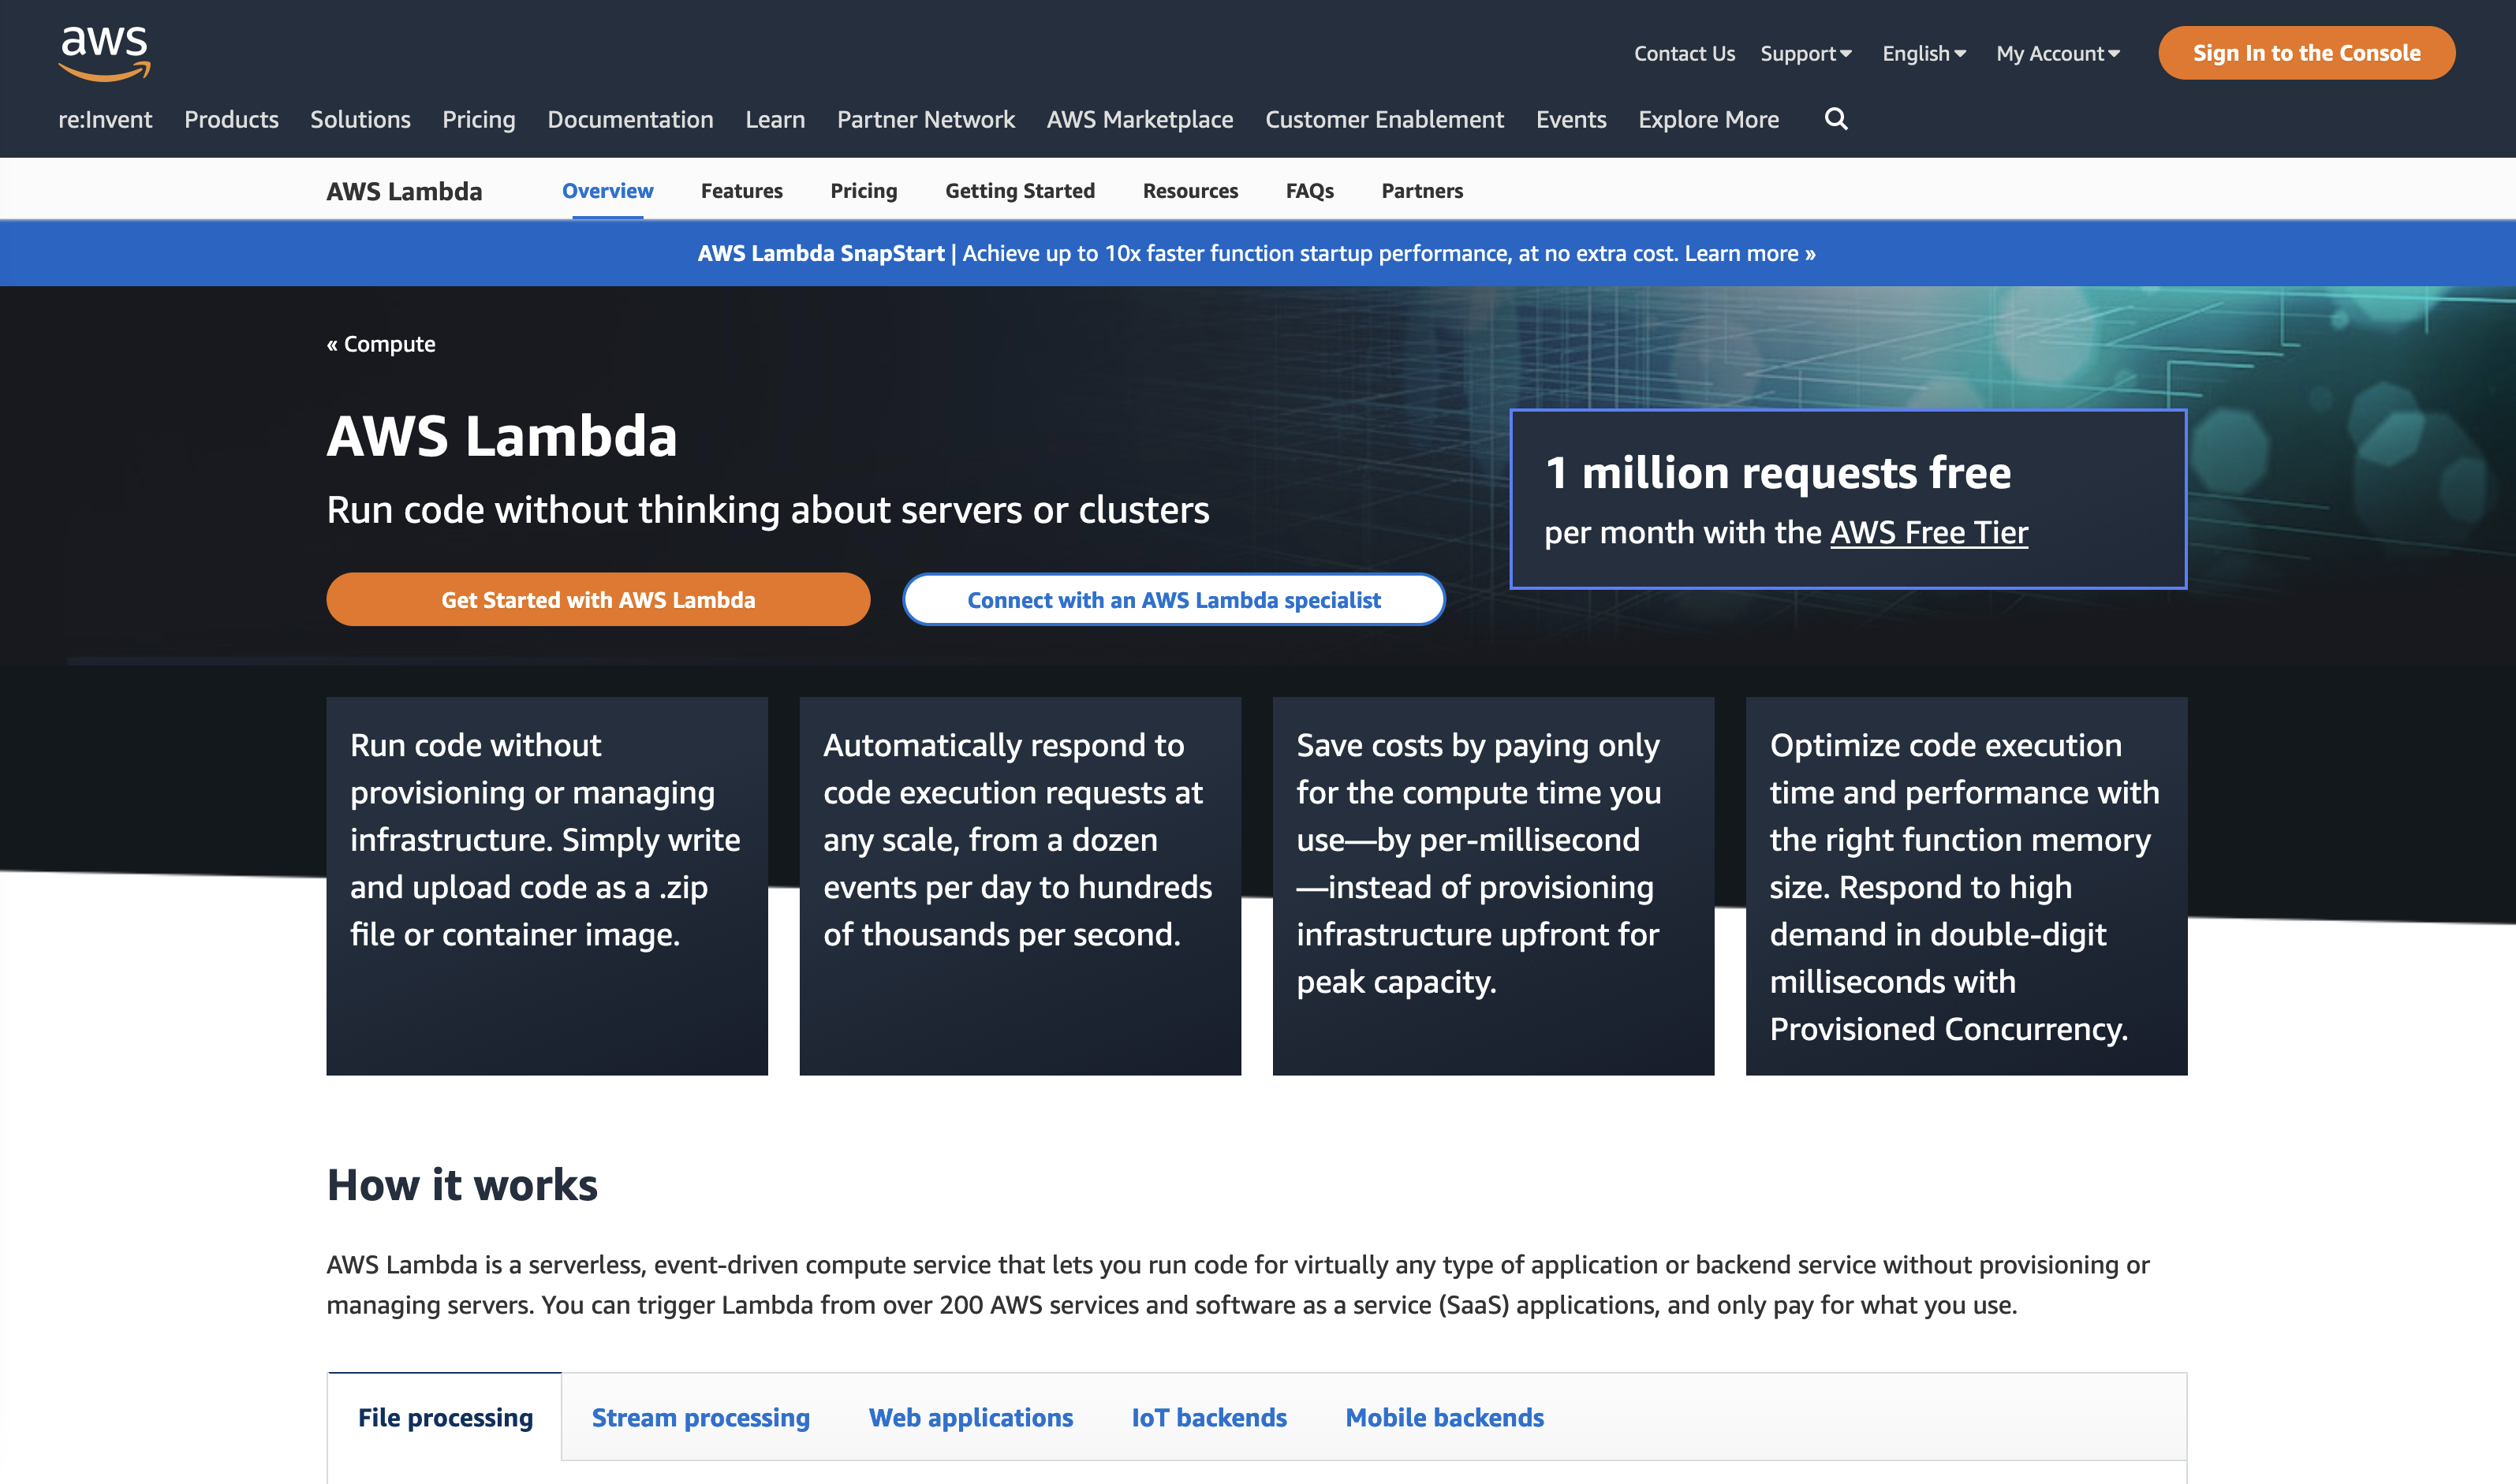 aws
Contact Us Support English My Account Sign In to the Console
re:Invent Products Solutions Pricing Documentation Learn Partner Network AWS Marketplace Customer Enablement Events Explore More
AWS Lambda Overview Features Pricing Getting Started Resources FAQs Partners
AWS Lambda SnapStart | Achieve up to 10x faster function startup performance, at no extra cost. Learn more »
« Compute
AWS Lambda
Run code without thinking about servers or clusters
Get Started with AWS Lambda
Connect with an AWS Lambda specialist
1 million requests free
per month with the AWS Free Tier
Run code without
provisioning or managing
infrastructure. Simply write
and upload code as a .zip
file or container image.
Automatically respond to
code execution requests at
any scale, from a dozen
events per day to hundreds
of thousands per second.
Save costs by paying only
for the compute time you
use—by per-millisecond
—instead of provisioning
infrastructure upfront for
peak capacity.
Optimize code execution
time and performance with
the right function memory
size. Respond to high
demand in double-digit
milliseconds with
Provisioned Concurrency.
How it works
AWS Lambda is a serverless, event-driven compute service that lets you run code for virtually any type of application or backend service without provisioning or
managing servers. You can trigger Lambda from over 200 AWS services and software as a service (SaaS) applications, and only pay for what you use.
File processing Stream processing Web applications IoT backends Mobile backends